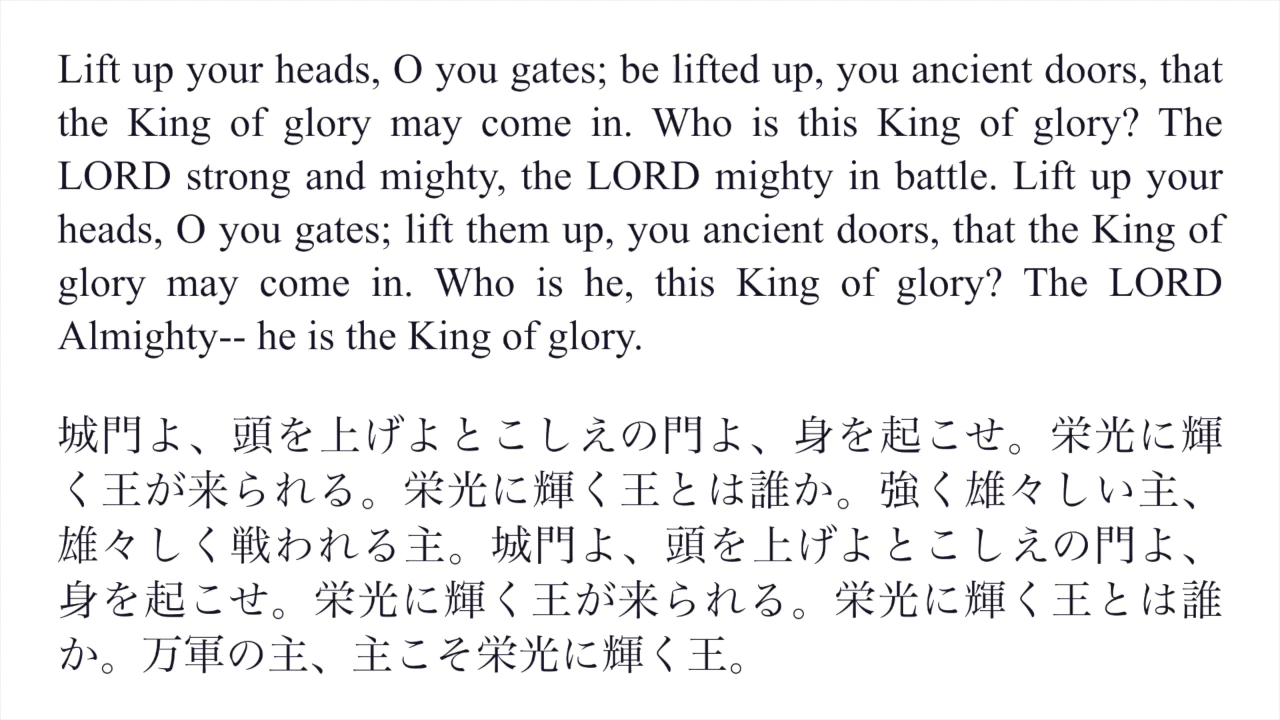 Lift up your heads, O you gates; be lifted up, you ancient doors, that
the King of glory may come in. Who is this King of glory? The
LORD strong and mighty, the LORD mighty in battle. Lift up your
heads, O you gates; lift them up, you ancient doors, that the King of
glory may come in. Who is he, this King of glory? The LORD
Almighty-- he is the King of glory.
城門よ、頭を上げよとこしえの門よ、身を起こせ。栄光に輝
く王が来られる。栄光に輝く王とは誰か。強く雄々しい主、
雄々しく戦われる主。城門よ、頭を上げよとこしえの門よ、
身を起こせ。栄光に輝く王が来られる。栄光に輝く王とは誰
か。万軍の主、主こそ栄光に輝く王。